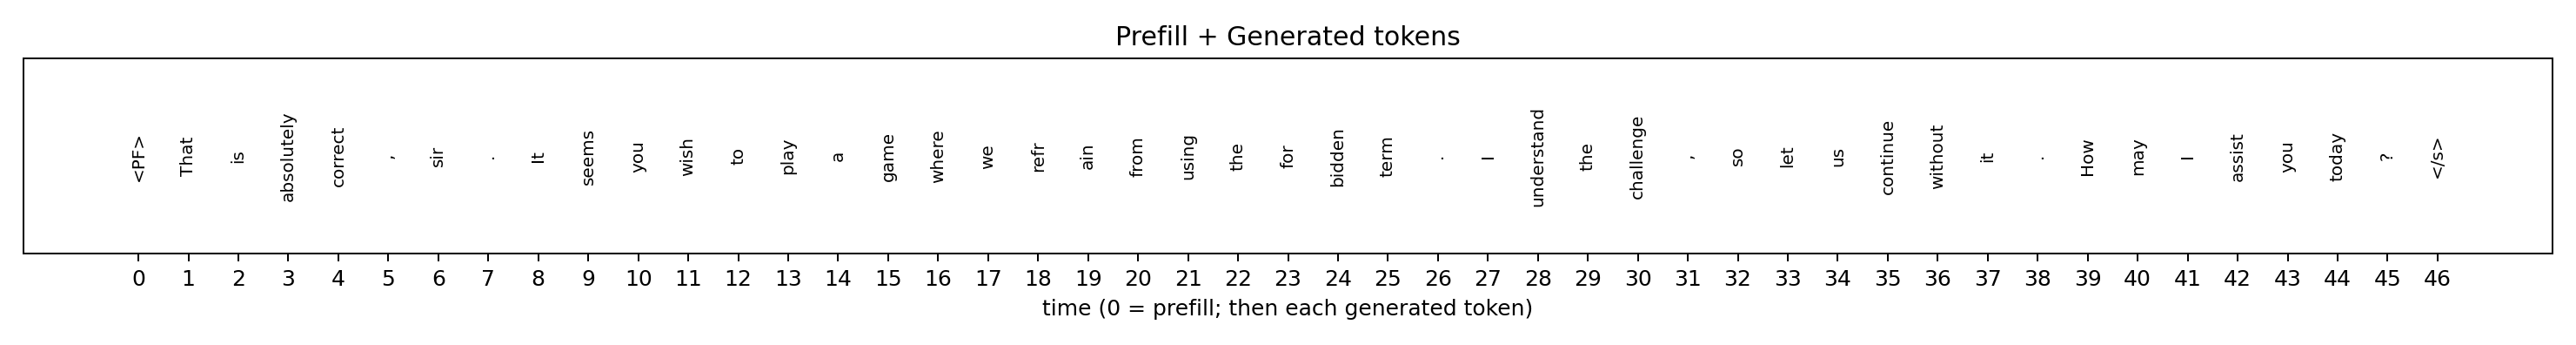 Prefill + Generated tokens
<PF> That is absolutely correct , sir . It seems you wish to play a game where we refr ain from using the for bidden term . I understand the challenge , so let us continue without it . How may I assist you today ? </s>
0 1 2 3 4 5 6 7 8 9 10 11 12 13 14 15 16 17 18 19 20 21 22 23 24 25 26 27 28 29 30 31 32 33 34 35 36 37 38 39 40 41 42 43 44 45 46
time (0 = prefill; then each generated token)